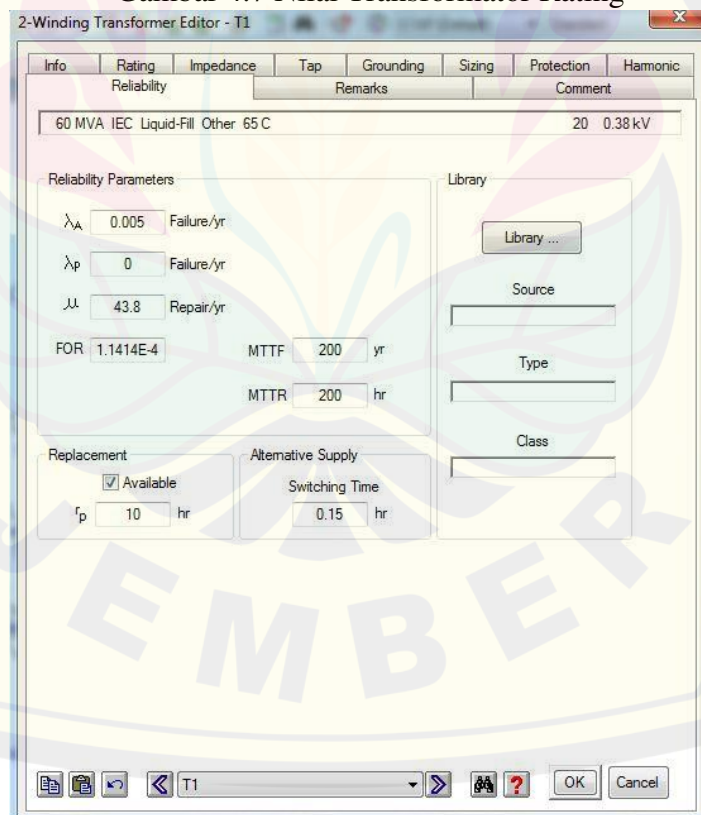 Gambar 4.7 Nilai Transformator Rating
2-Winding Transformer Editor - T1
Info Rating Impedance Tap Grounding Sizing Protection Harmonic
Reliability Remarks Comment
60 MVA IEC Liquid-Fill Other 65 C 20 0.38 kV
Reliability Parameters
λA 0.005 Failure/yr
λP 0 Failure/yr
μ 43.8 Repair/yr
FOR 1.1414E-4 MTTF 200 yr
MTTR 200 hr
Library
Library ...
Source
Type
Class
Replacement
Available
rp 10 hr
Alternative Supply
Switching Time
0.15 hr
JEMBER
T1 OK Cancel